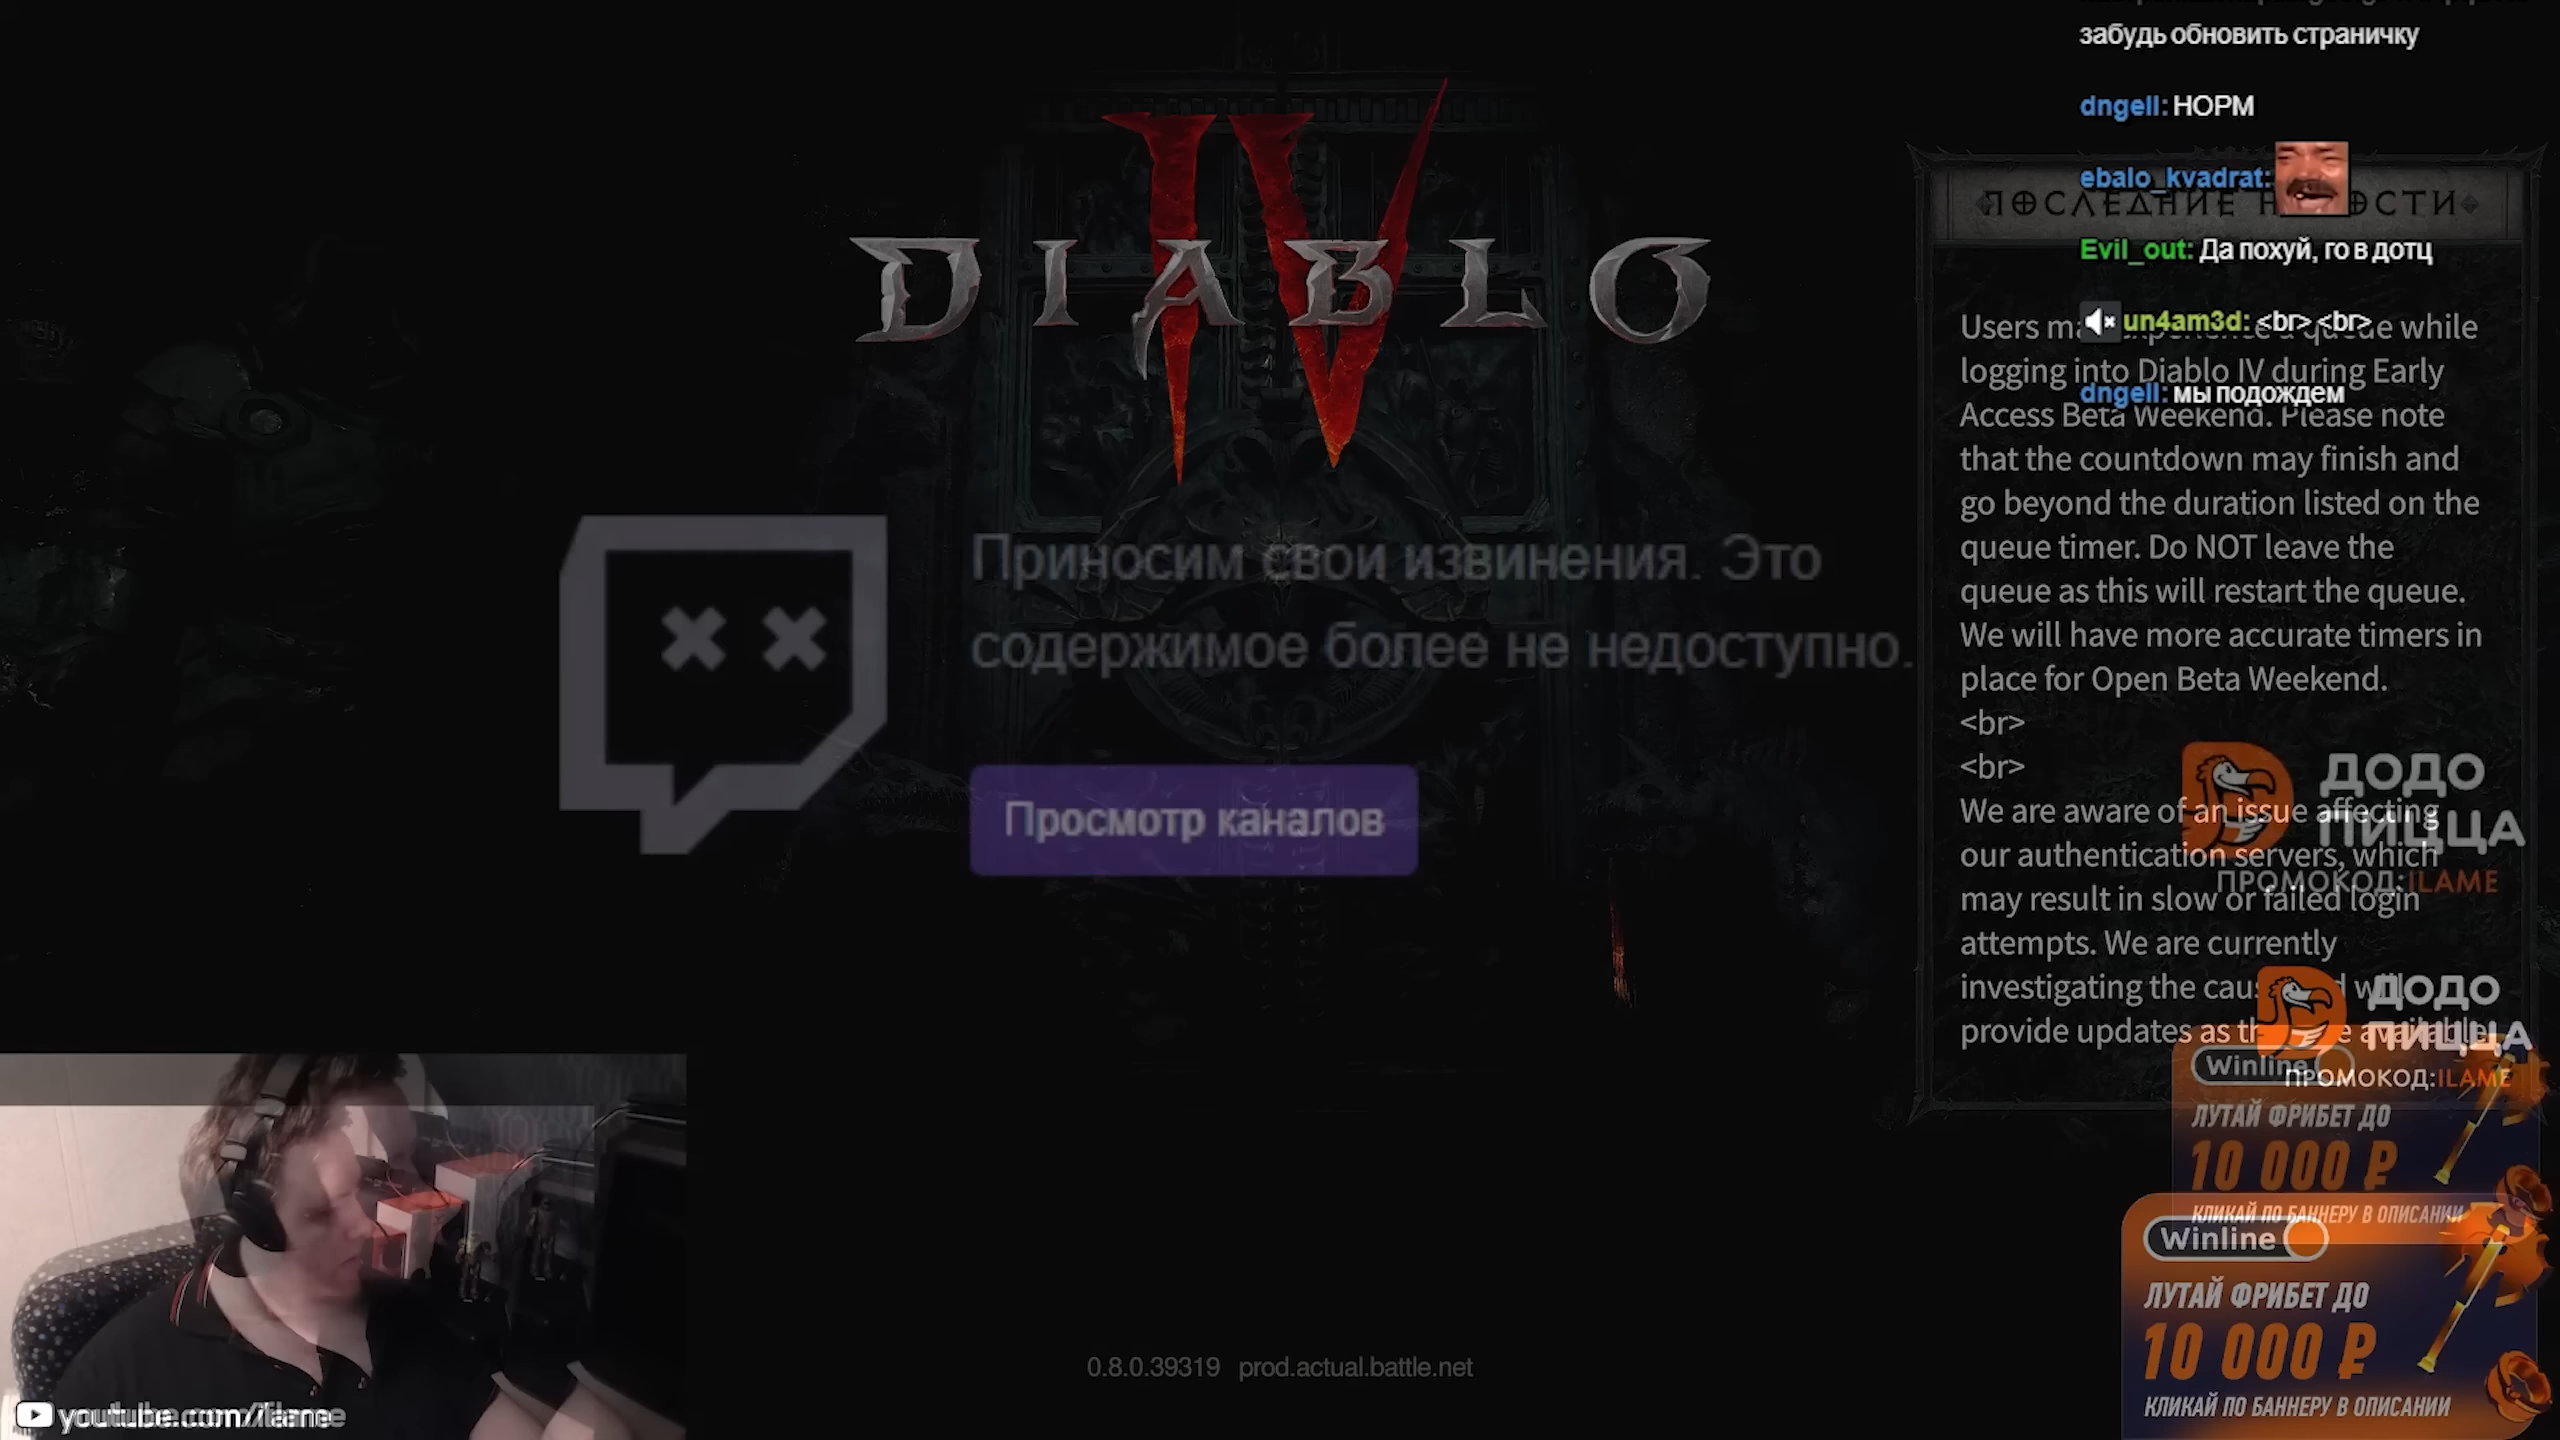 забудь обновить страничку
dngell: НОРМ
ebalo_kvadrat:
ПОСЛЕДНИЕ
Evil_out: Да похуй, го в дотц
un4am3d: <br> <br>
dngell: мы подождем
IV
DIABLO
Приносим свои извинения. Это
содержимое более не недоступно.
Просмотр каналов
Users while
logging into Diablo IV during Early
Access Beta Weekend. Please note
that the countdown may finish and
go beyond the duration listed on the
queue timer. Do NOT leave the
queue as this will restart the queue.
We will have more accurate timers in
place for Open Beta Weekend.
<br>
<br>
We are aware of an issue affecting
our authentication servers, which
may result in slow or failed login
attempts. We are currently
investigating the
provide updates as
ДОДО
ПИЦЦА
ПРОМОКОД:ILAME
ДОДО
ПИЦЦА
ПРОМОКОД:ILAME
Winline
ЛУТАЙ ФРИБЕТ ДО
10 000 ₽
КЛИКАЙ ПО БАННЕРУ В ОПИСАНИИ
Winline
ЛУТАЙ ФРИБЕТ ДО
10 000 ₽
КЛИКАЙ ПО БАННЕРУ В ОПИСАНИИ
0.8.0.39319 prod.actual.battle.net
youtube.com/ilame